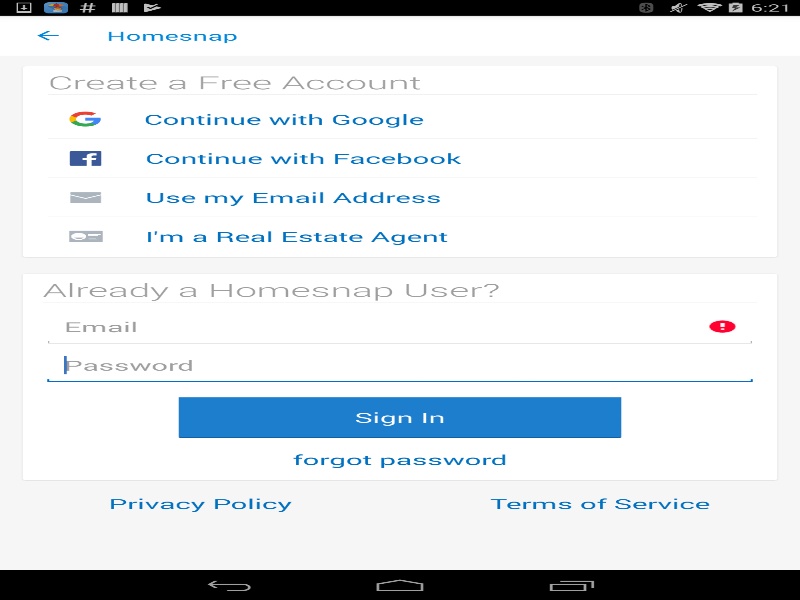 6:21
Homesnap
Create a Free Account
Continue with Google
Continue with Facebook
Use my Email Address
I'm a Real Estate Agent
Already a Homesnap User?
Email
Password
Sign In
forgot password
Privacy Policy
Terms of Service